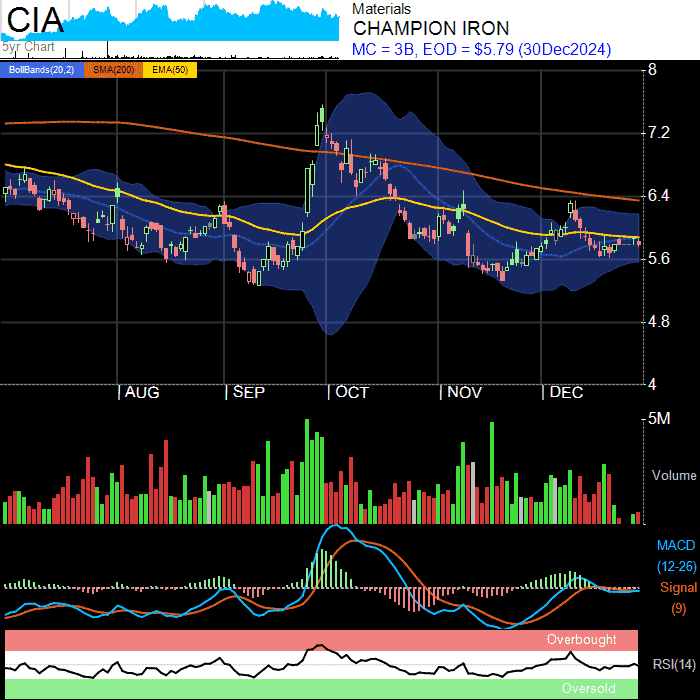 CIA
5yr Chart
Materials
CHAMPION IRON
MC = 3B, EOD = $5.79 (30Dec2024)
BollBands(20,2) SMA(200) EMA(50)
8
7.2
6.4
5.6
4.8
4
AUG SEP OCT NOV DEC
5M
Volume
MACD
(12-26)
Signal
(9)
Overbought
RSI(14)
Oversold